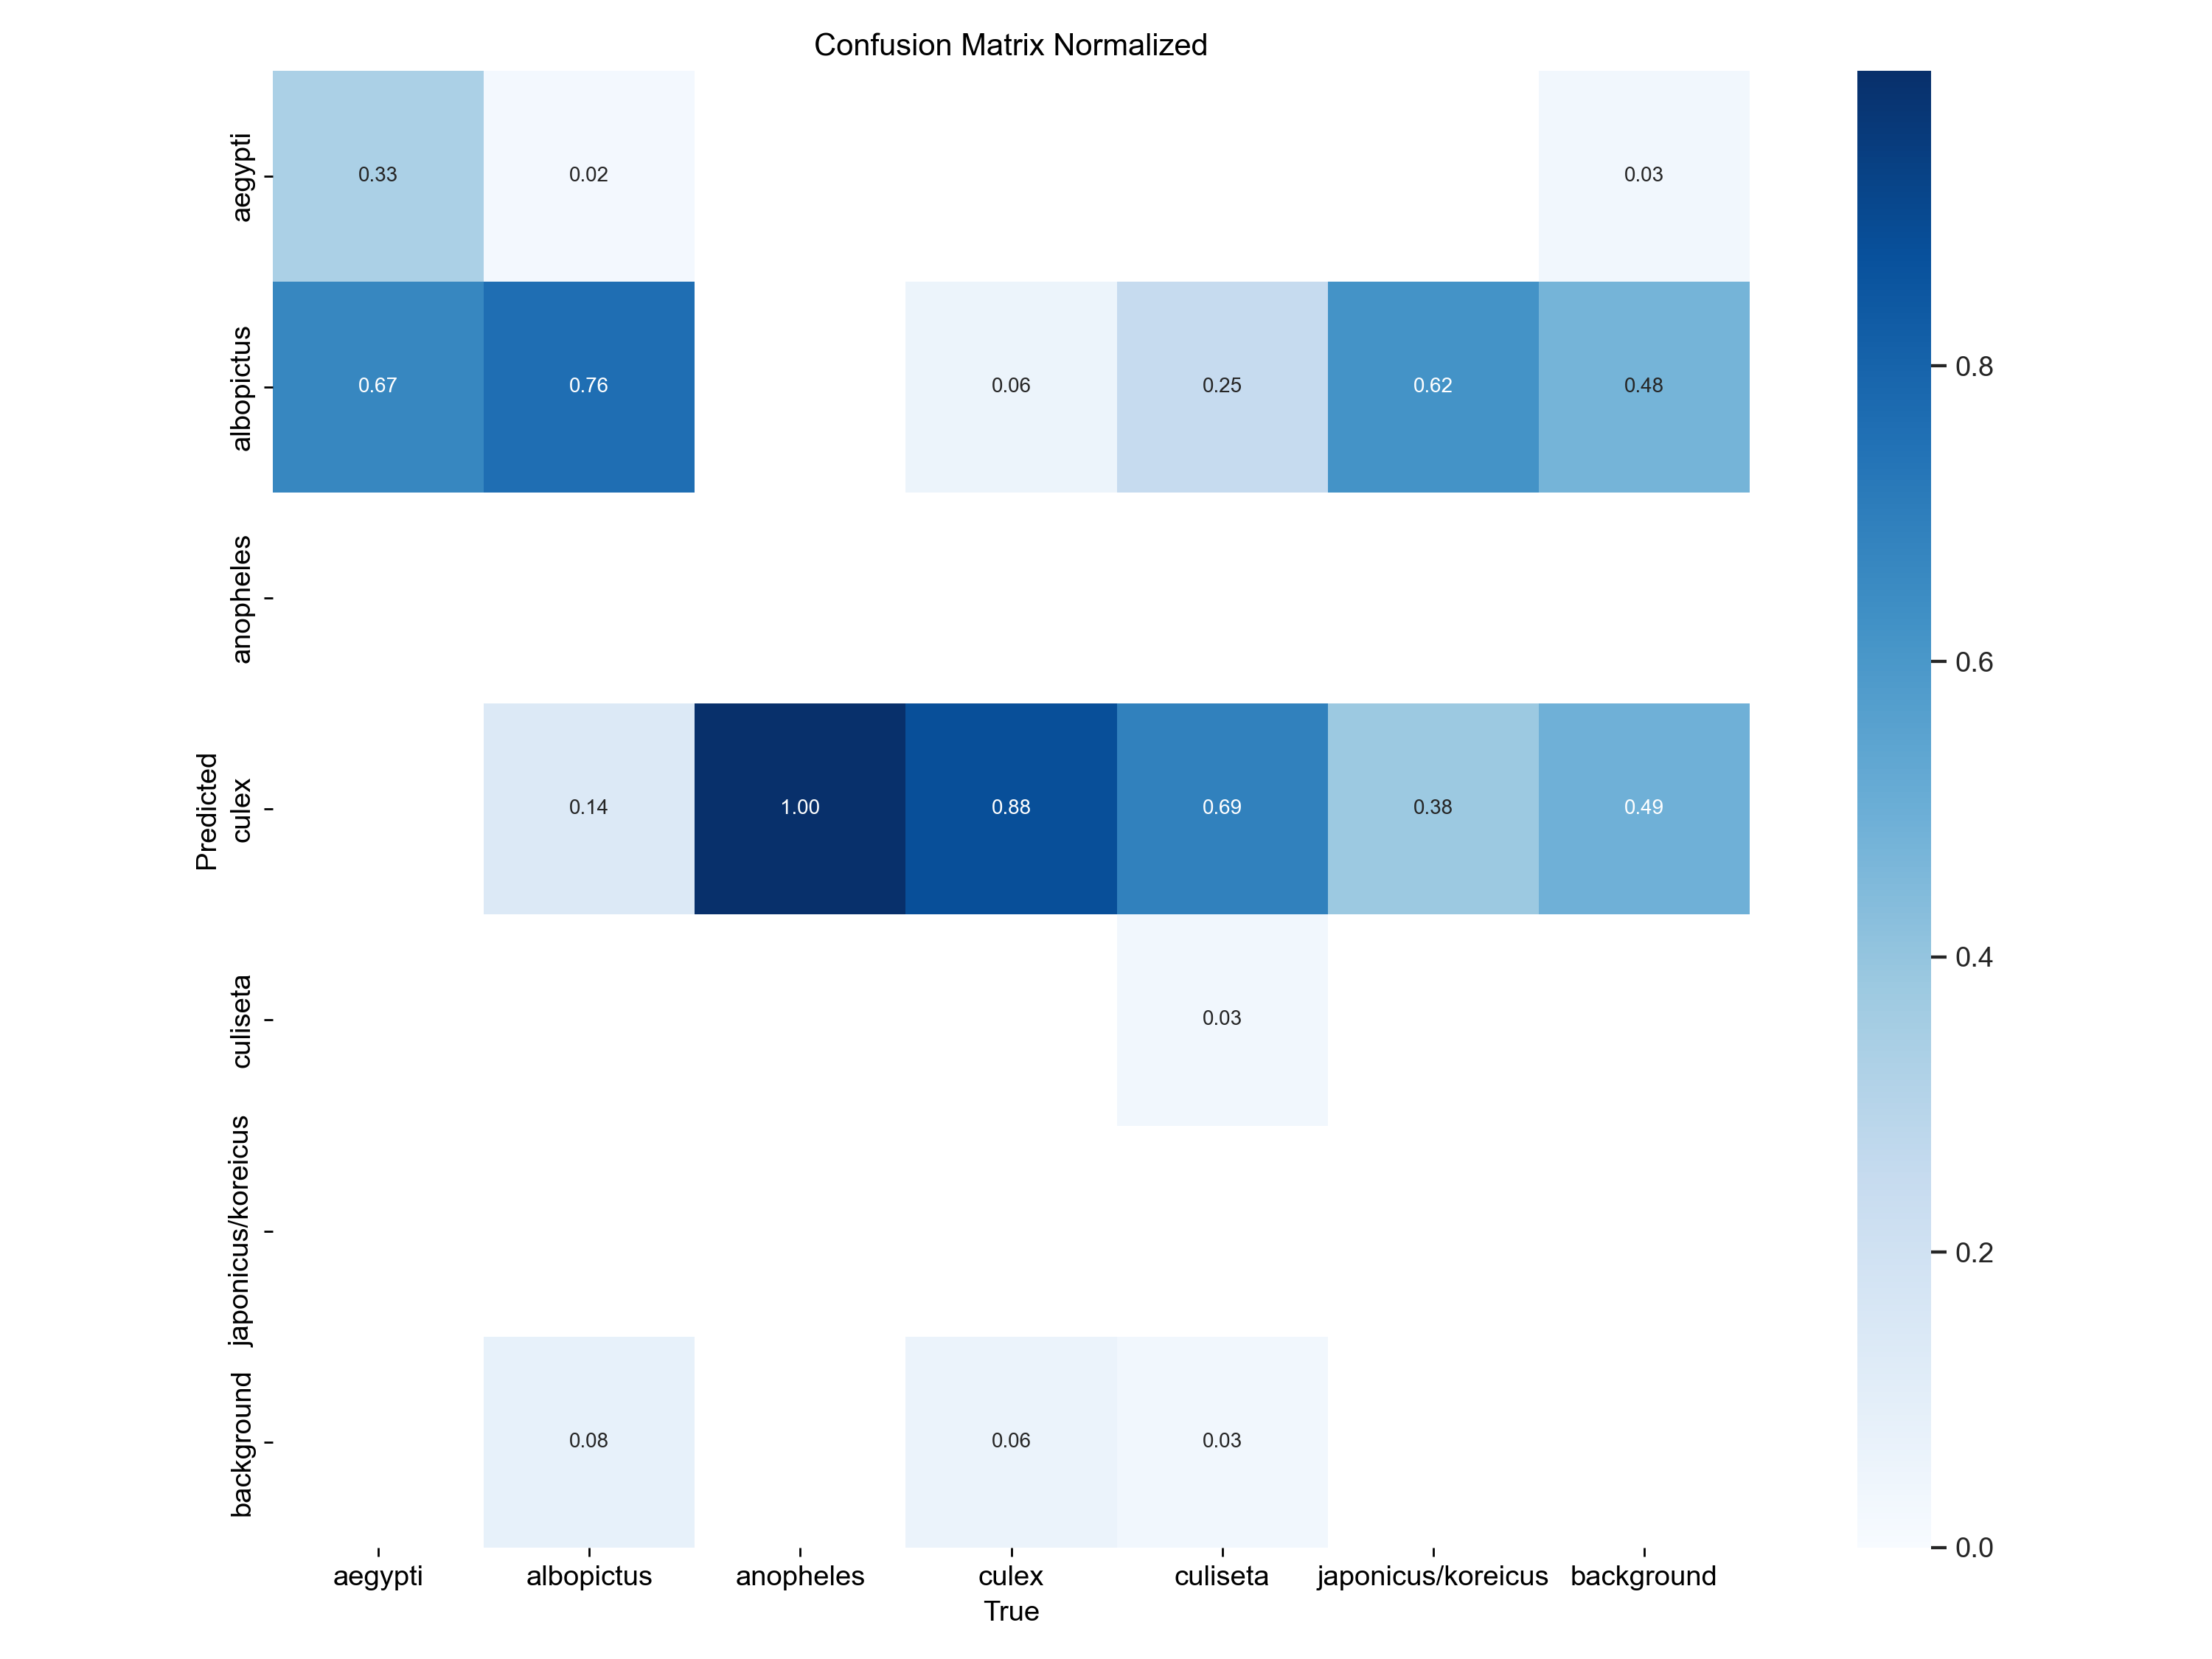 Confusion Matrix Normalized
aegypti
0.33
0.02
0.03
albopictus
0.67
0.76
0.06
0.25
0.62
0.48
0.8
anopheles
0.6
Predicted
culex
0.14
1.00
0.88
0.69
0.38
0.49
0.4
culiseta
0.03
japonicus/koreicus
0.2
background
0.08
0.06
0.03
0.0
aegypti
albopictus
anopheles
culex
culiseta
japonicus/koreicus
background
True